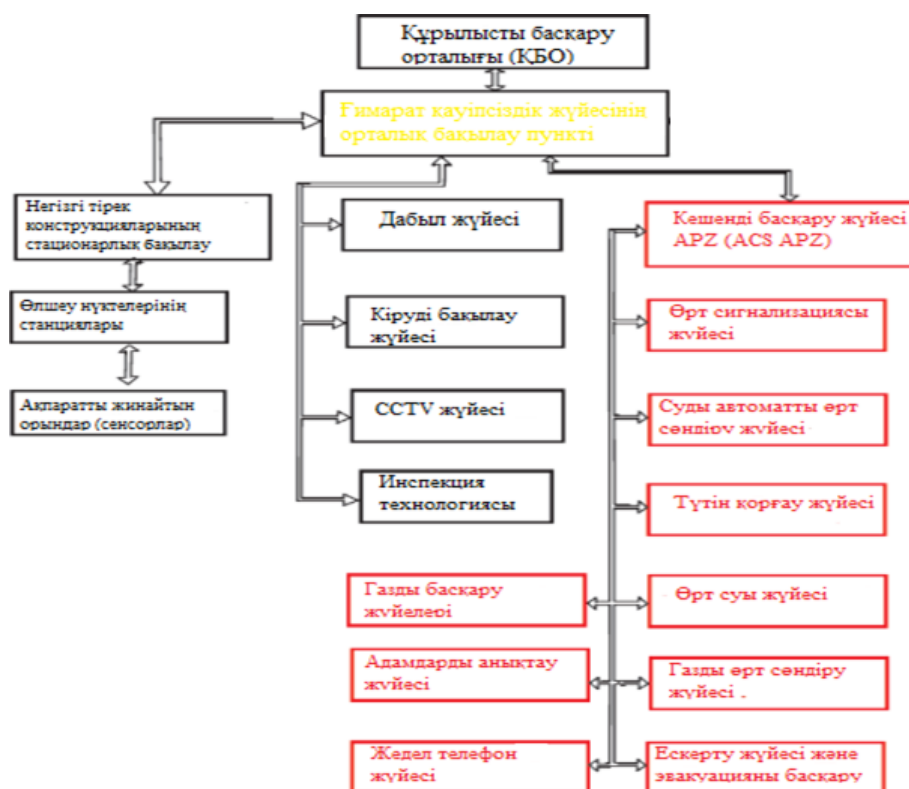 Құрылысты басқару
орталығы (ҚБО)
Ғимарат кауіпсіздік жүйесінің
орталық бақылау пункті
Негізгі тірек
конструкцияларының
стационарлық бақылау
Өлшеу нүктелерінің
станциялары
Ақпаратты жинайтын
орындар (сенсорлар)
Дабыл жүйесі
Кіруді бақылау
жүйесі
CCTV жүйесі
Инспекция
технологиясы
Кешенді басқару жүйесі
APZ (ACS APZ)
Өрт сигнализациясы
жүйесі
Суды автоматты өрт
сөндіру жүйесі
Түтін қорғау жүйесі
Газды басқару
жүйелері
Өрт суы жүйесі
Адамдарды анықтау
жүйесі
Газды өрт сөндіру
жүйесі .
Жедел телефон
жүйесі
Ескерту жүйесі және
эвакуацияны басқару